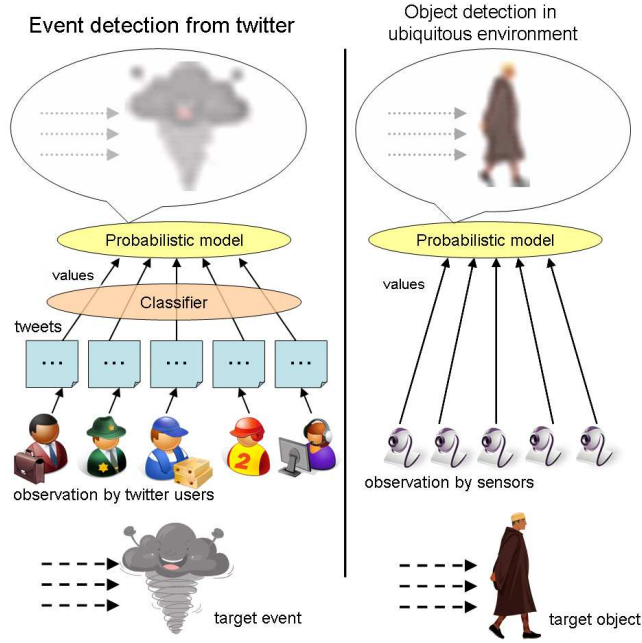 Event detection from twitter
Probabilistic model
values
Classifier
tweets
...
...
...
...
...
2
observation by twitter users
target event
Object detection in
ubiquitous environment
Probabilistic model
values
observation by sensors
target object